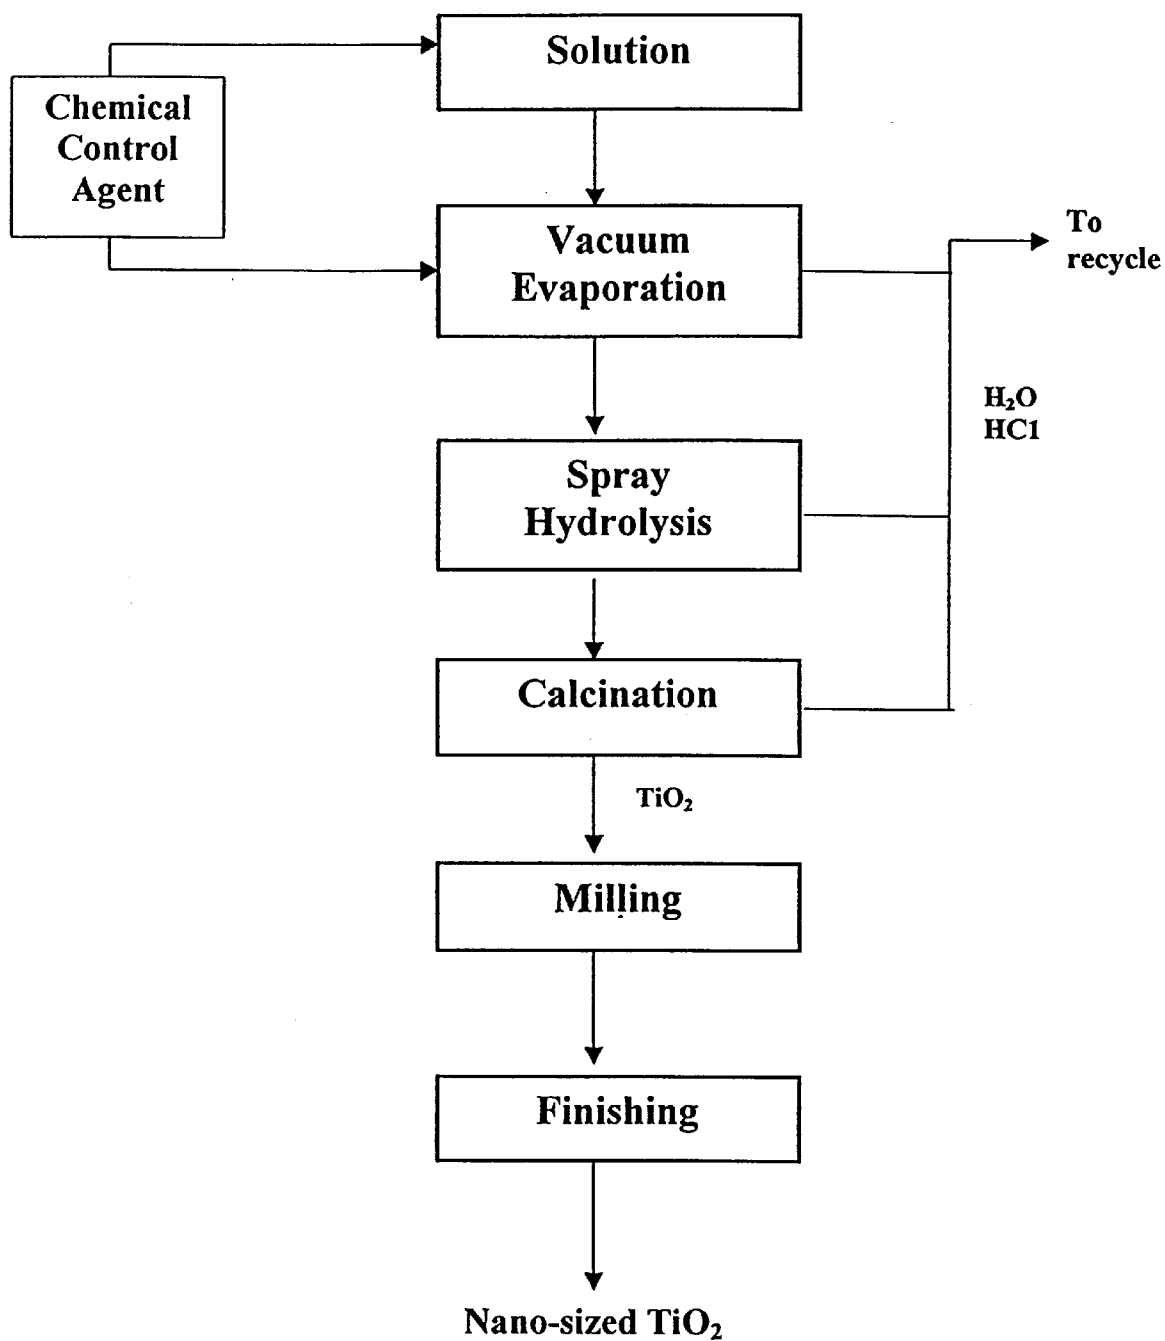 Solution
Chemical
Control
Agent
Vacuum
Evaporation
To
recycle
H₂O
HC1
Spray
Hydrolysis
Calcination
TiO₂
Milling
Finishing
Nano-sized TiO₂